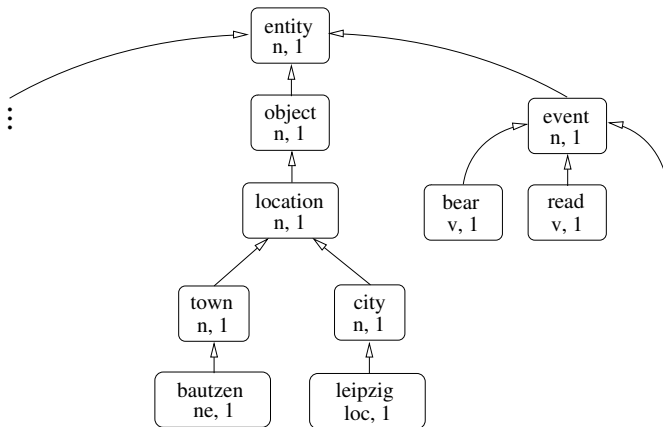 entity
n, 1
object
n, 1
event
n, 1
location
n, 1
bear
v, 1
read
v, 1
town
n, 1
city
n, 1
bautzen
ne, 1
leipzig
loc, 1